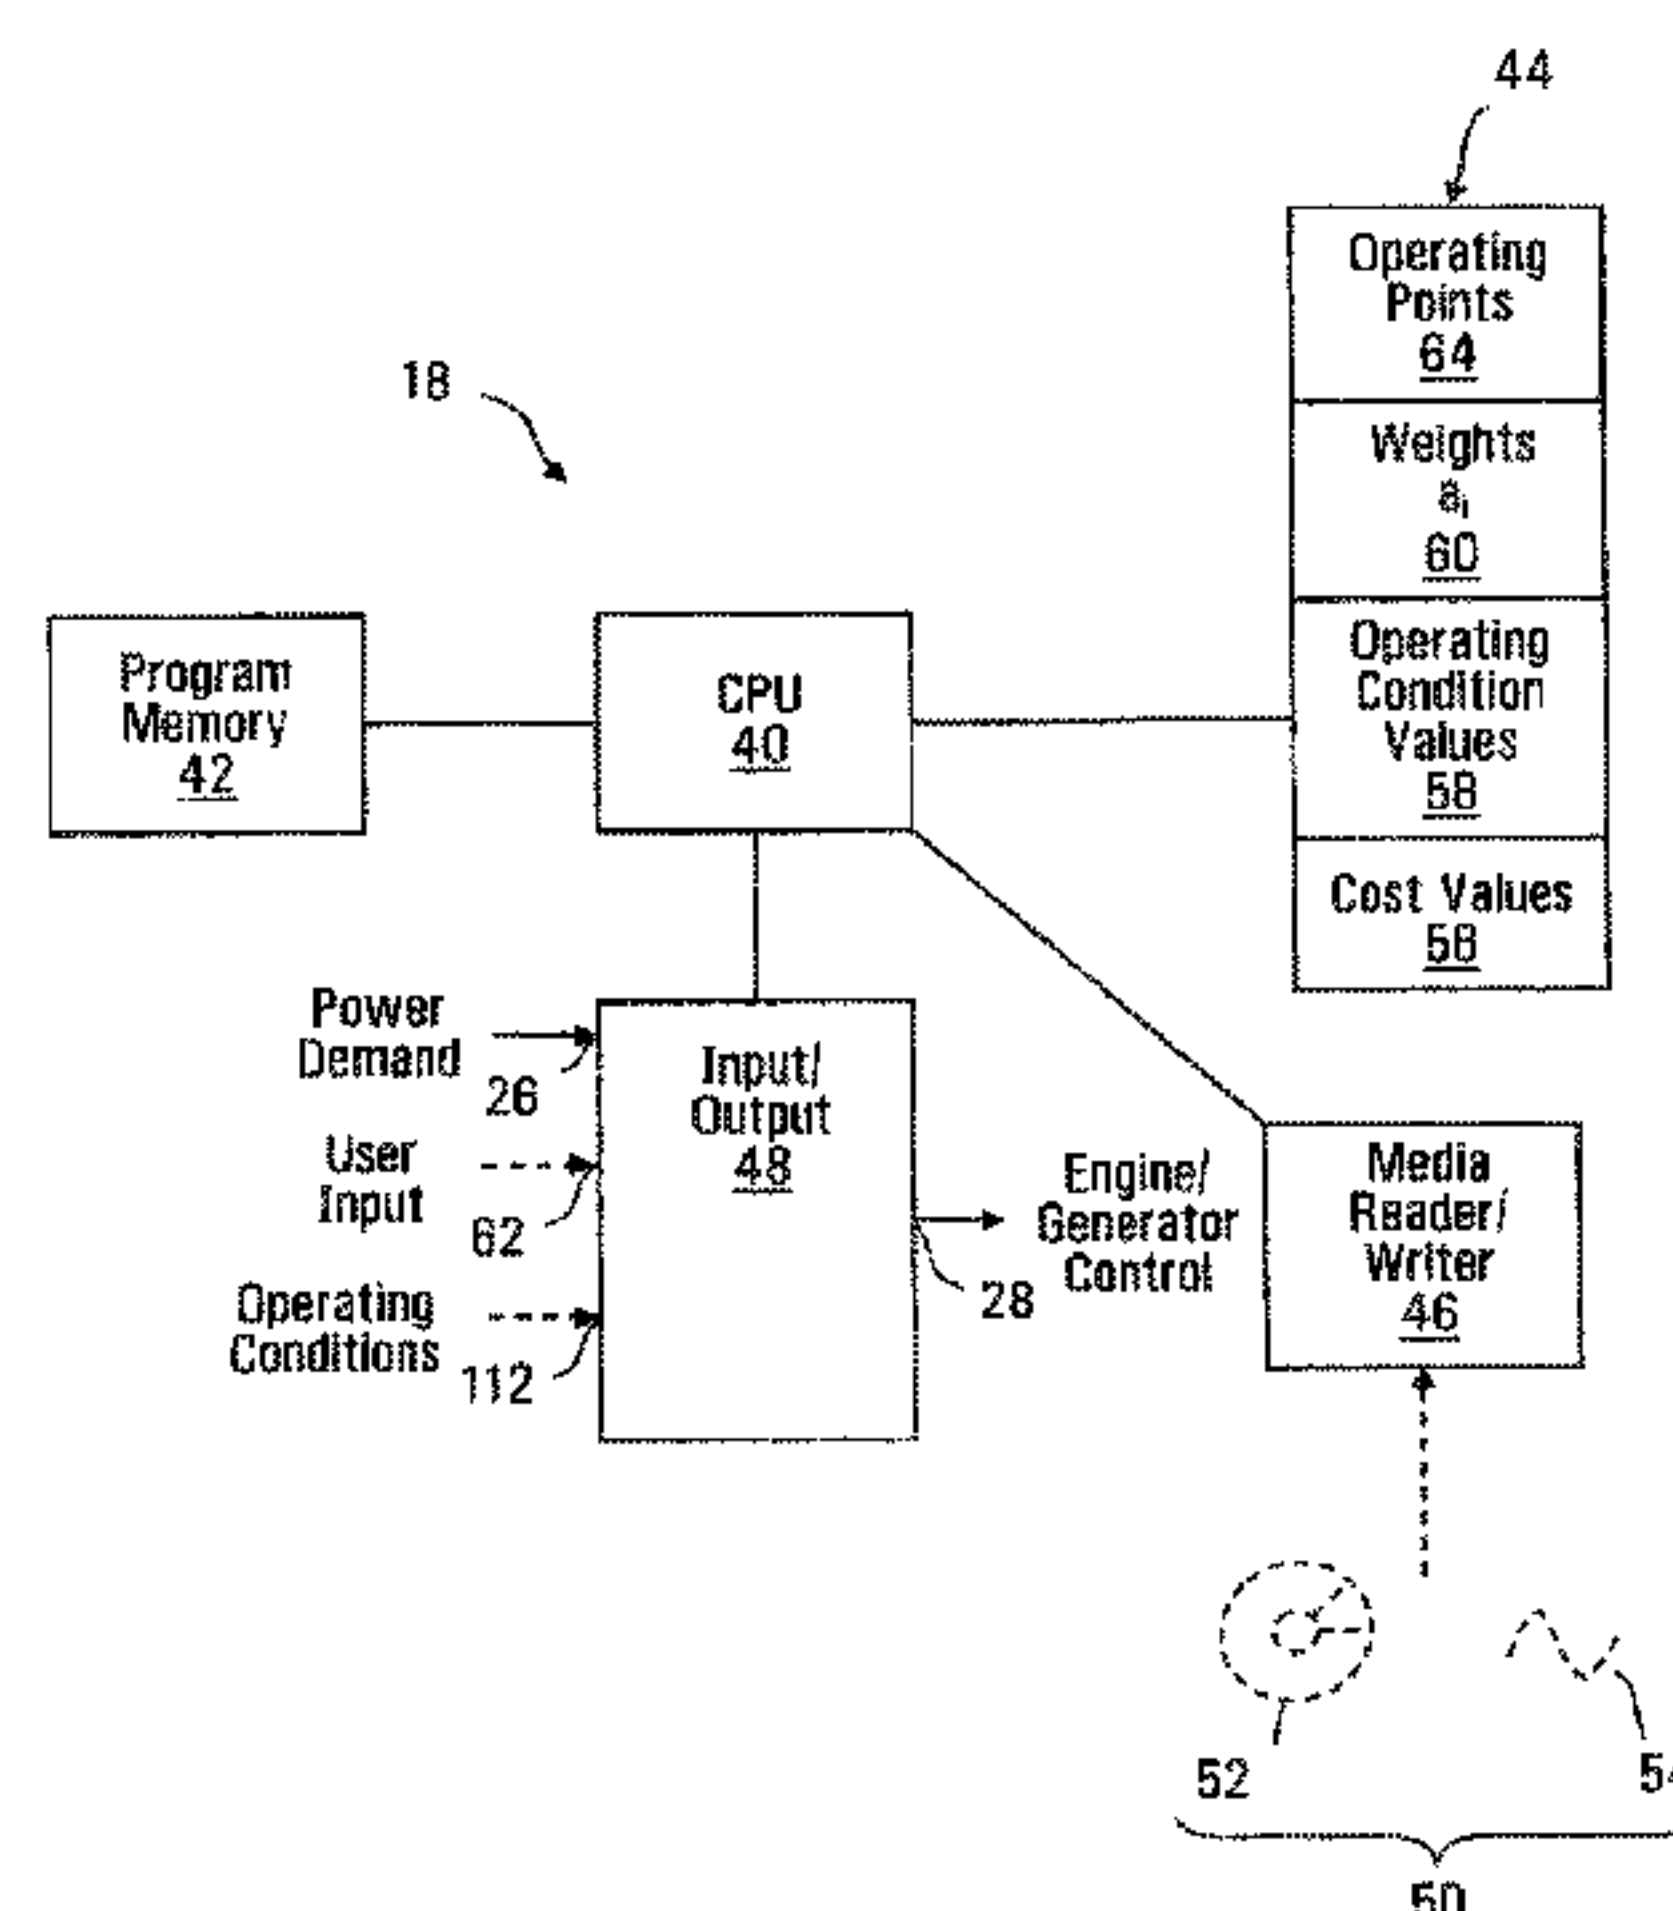 44
Operating
Points
64
Weights
aᵢ
60
Operating
Condition
Values
58
Cost Values
56
18
Program
Memory
42
CPU
40
Power
Demand
26
User
Input
62
Operating
Conditions
112
Input/
Output
48
Engine/
Generator
Control
28
Media
Reader/
Writer
46
52
50